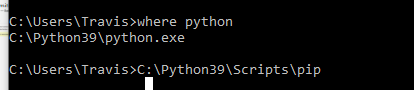 C:\Users\Travis>where python
C:\Python39\python.exe
C:\Users\Travis>C:\Python39\Scripts\pip